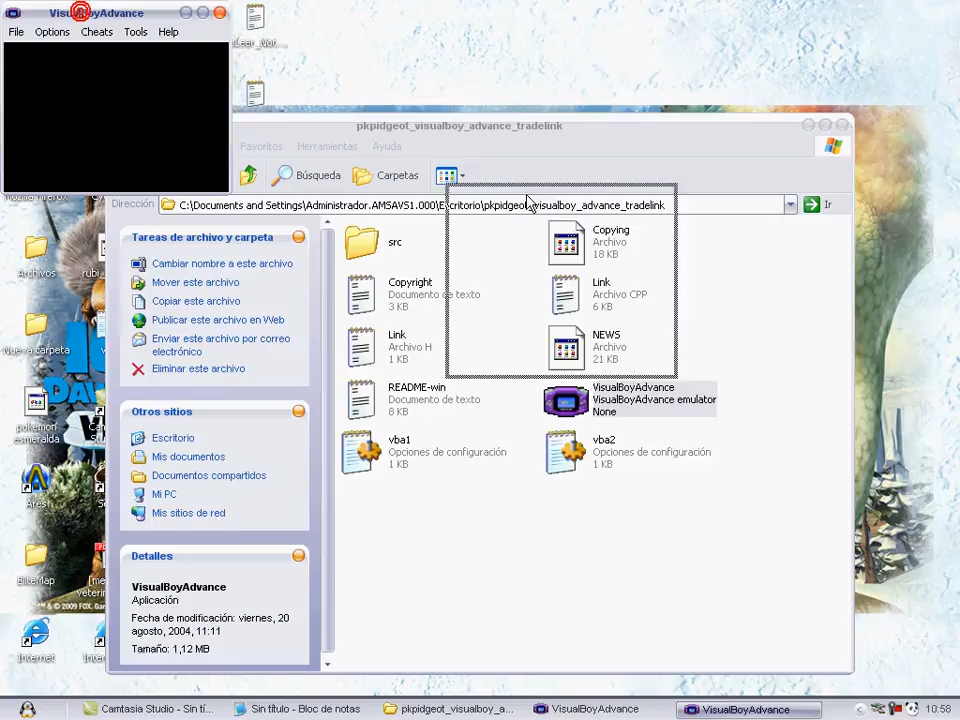 VisualBoyAdvance
File Options Cheats Tools Help
pkpidgeot_visualboy_advance_tradelink
Favoritos Herramientas Ayuda
Búsqueda Carpetas
Dirección C:\Documents and Settings\Administrador.AMSAVS1.000\Escritorio\pkpidgeot_visualboy_advance_tradelink Ir
Tareas de archivo y carpeta
Cambiar nombre a este archivo
Mover este archivo
Copiar este archivo
Publicar este archivo en Web
Enviar este archivo por correo
electrónico
Eliminar este archivo
Otros sitios
Escritorio
Mis documentos
Documentos compartidos
Mi PC
Mis sitios de red
Detalles
VisualBoyAdvance
Aplicación
Fecha de modificación: viernes, 20
agosto, 2004, 11:11
Tamaño: 1,12 MB
src
Copying
Archivo
18 KB
Copyright
Documento de texto
3 KB
Link
Archivo CPP
6 KB
Link
Archivo H
1 KB
NEWS
Archivo
21 KB
README-win
Documento de texto
8 KB
VisualBoyAdvance
VisualBoyAdvance emulator
None
vba1
Opciones de configuración
1 KB
vba2
Opciones de configuración
1 KB
Archivos
Nueva carpeta
pokemon
esmeralda
Ares
EliteMap
Internet
& © 2009 FOX.
Camtasia Studio - Sin tí...
Sin título - Bloc de notas
pkpidgeot_visualboy_a...
VisualBoyAdvance
VisualBoyAdvance
10:58